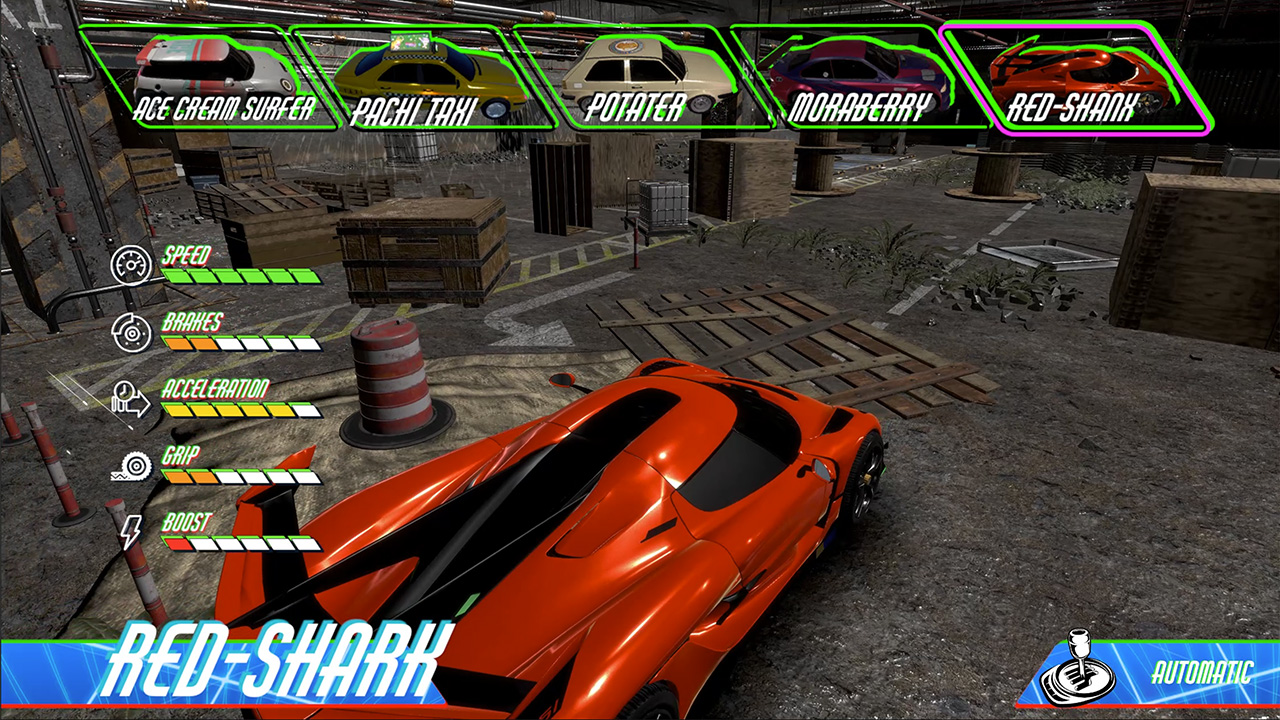 ACE CREAM SURFER
PACHI TAXI
POTATER
MORABERRY
RED-SHANX
SPEED
BRAKES
ACCELERATION
GRIP
BOOST
RED-SHARK
AUTOMATIC